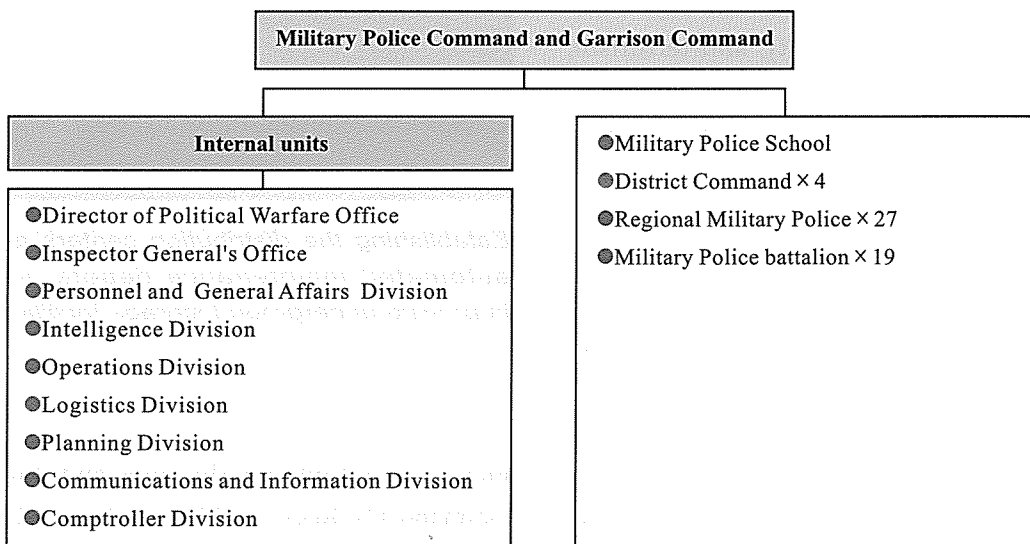 Military Police Command and Garrison Command
Internal units
●Director of Political Warfare Office
●Inspector General's Office
●Personnel and General Affairs Division
●Intelligence Division
●Operations Division
●Logistics Division
●Planning Division
●Communications and Information Division
●Comptroller Division
●Military Police School
●District Command × 4
●Regional Military Police × 27
●Military Police battalion × 19